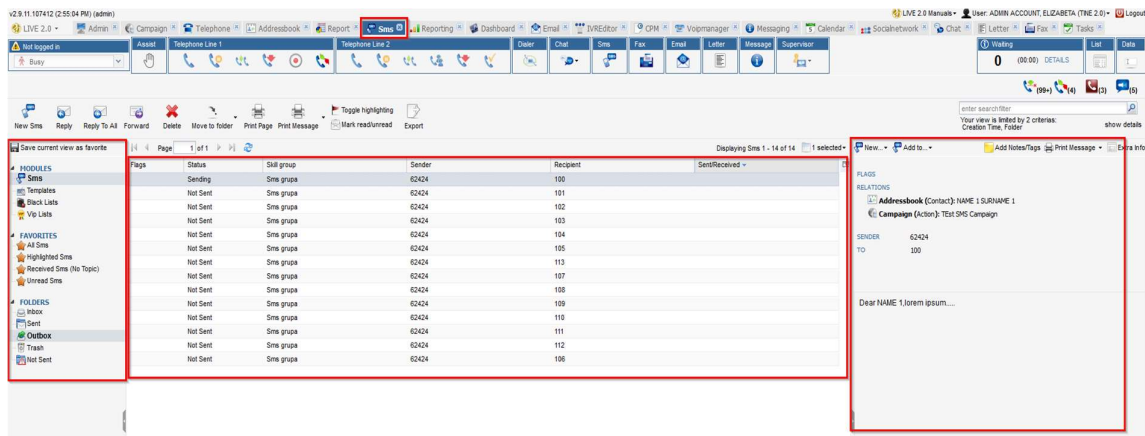 v2.9.11.107412 (2:55:04 PM) (admin)
LIVE 2.0 Manuals User: ADMIN ACCOUNT, ELIZABETA (TINE 2.0) Logout
LIVE 2.0 Admin Campaign Telephone Addressbook Report Sms Reporting Dashboard Email IVREditor CPM Voipmanager Messaging Calendar Socialnetwork Chat Letter Fax Tasks
Not logged in Assist Telephone Line 1 Telephone Line 2 Dialer Chat Sms Fax Email Letter Message Supervisor Waiting List Data
Busy 0 (00:00) DETAILS
(99+) (4) (3) (5)
New Sms Reply Reply To All Forward Delete Move to folder Print Page Print Message Toggle highlighting Mark read/unread Export
enter searchfilter
Your view is limited by 2 criterias:
Creation Time, Folder show details
Save current view as favorite
Page 1 of 1 Displaying Sms 1 - 14 of 14 1 selected
New... Add to... Add Notes/Tags Print Message Extra Info
MODULES
Sms
Templates
Black Lists
Vip Lists
FAVORITES
All Sms
Highlighted Sms
Received Sms (No Topic)
Unread Sms
FOLDERS
Inbox
Sent
Outbox
Trash
Not Sent
Flags Status Skill group Sender Recipient Sent/Received
Sending Sms grupa 62424 100
Not Sent Sms grupa 62424 101
Not Sent Sms grupa 62424 102
Not Sent Sms grupa 62424 103
Not Sent Sms grupa 62424 104
Not Sent Sms grupa 62424 105
Not Sent Sms grupa 62424 113
Not Sent Sms grupa 62424 107
Not Sent Sms grupa 62424 108
Not Sent Sms grupa 62424 109
Not Sent Sms grupa 62424 110
Not Sent Sms grupa 62424 111
Not Sent Sms grupa 62424 112
Not Sent Sms grupa 62424 106
FLAGS
RELATIONS
Addressbook (Contact): NAME 1 SURNAME 1
Campaign (Action): TEst SMS Campaign
SENDER 62424
TO 100
Dear NAME 1,lorem ipsum.....